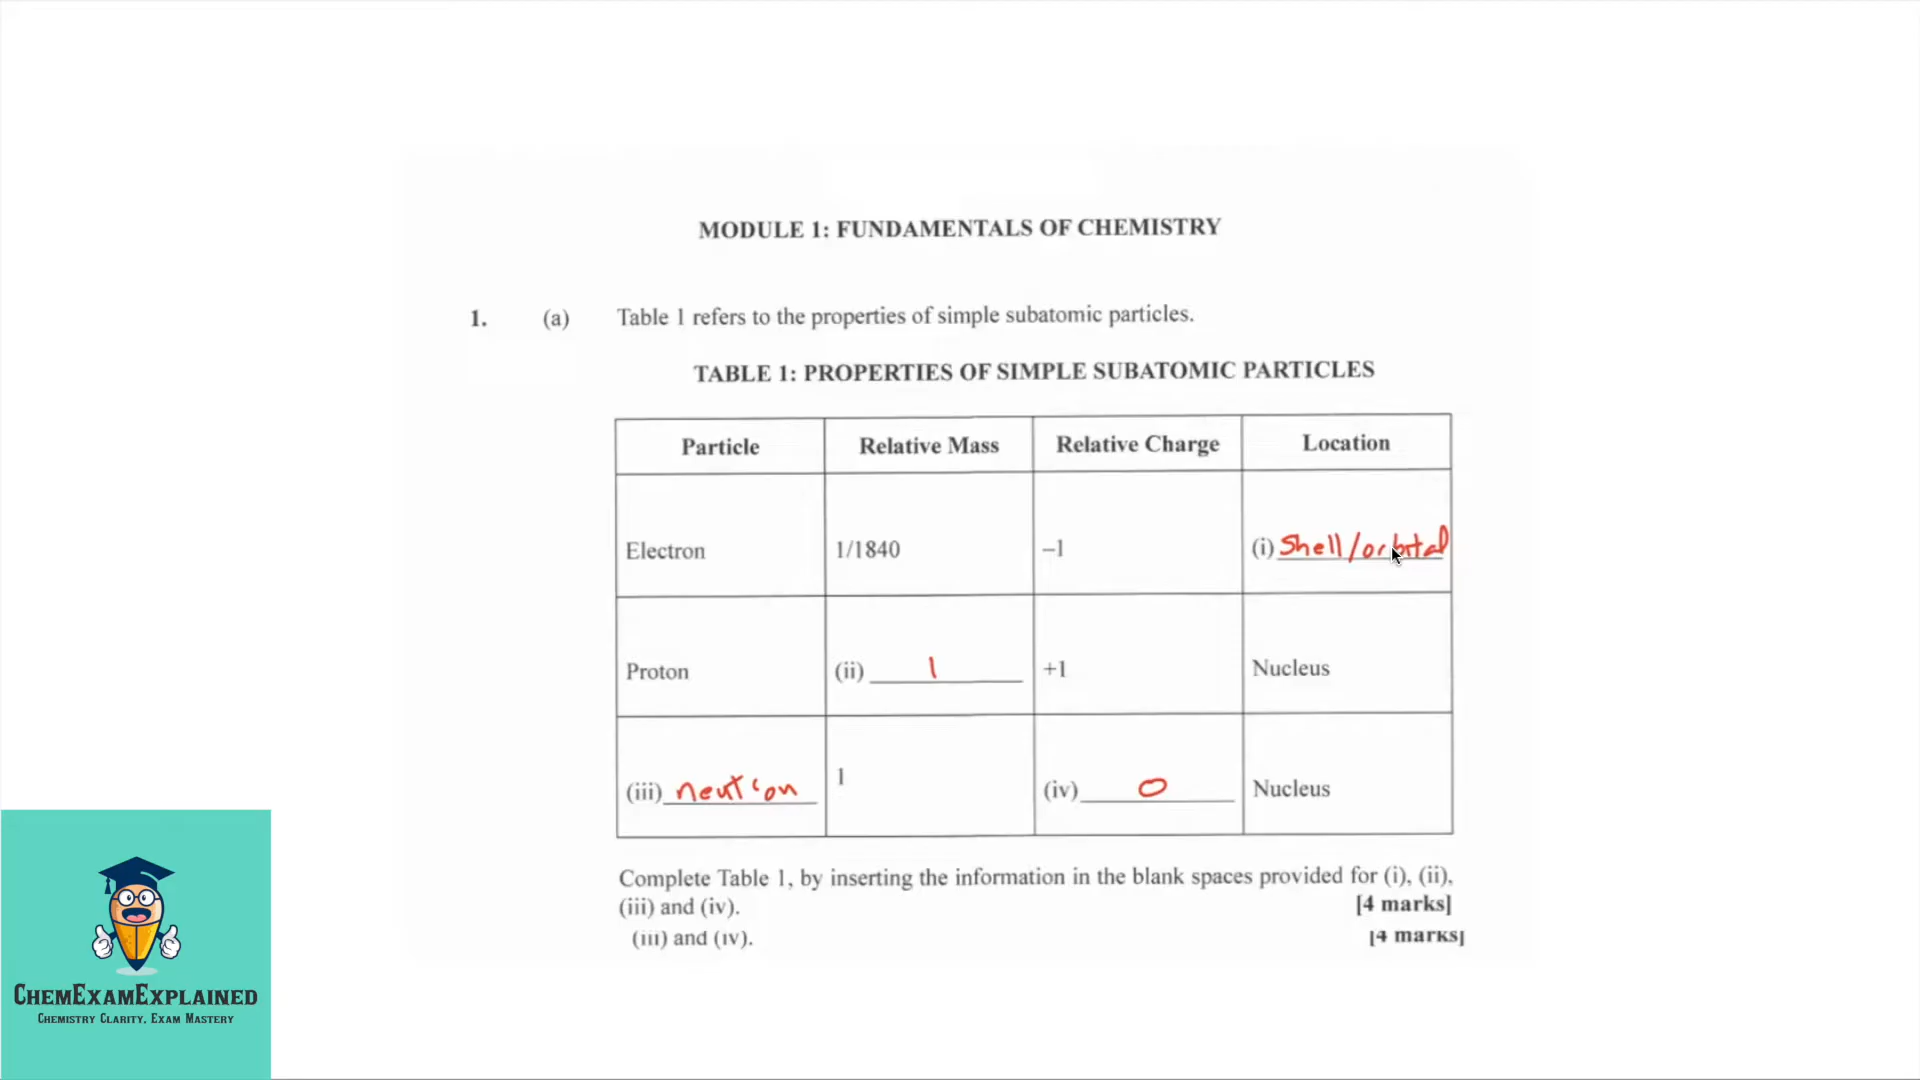 MODULE 1: FUNDAMENTALS OF CHEMISTRY
1. (a) Table 1 refers to the properties of simple subatomic particles.
TABLE 1: PROPERTIES OF SIMPLE SUBATOMIC PARTICLES
Particle Relative Mass Relative Charge Location
Electron 1/1840 –1 (i) Shell/orbital
Proton (ii) 1 +1 Nucleus
(iii) neutron 1 (iv) 0 Nucleus
Complete Table 1, by inserting the information in the blank spaces provided for (i), (ii),
(iii) and (iv). [4 marks]
(iii) and (iv). [4 marks]
CHEMEXAMEXPLAINED
CHEMISTRY CLARITY, EXAM MASTERY